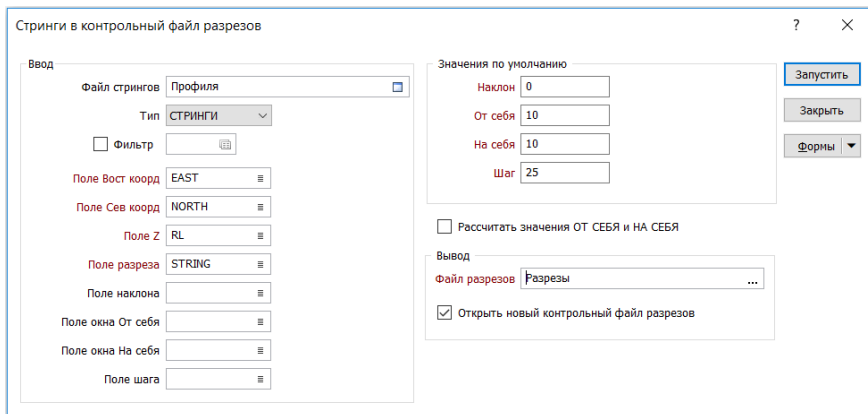 Стринги в контрольный файл разрезов
?
Ввод
Файл стрингов Профиля
Тип СТРИНГИ
Фильтр
Поле Вост коорд EAST
Поле Сев коорд NORTH
Поле Z RL
Поле разреза STRING
Поле наклона
Поле окна От себя
Поле окна На себя
Поле шага
Значения по умолчанию
Наклон 0
От себя 10
На себя 10
Шаг 25
Рассчитать значения ОТ СЕБЯ и НА СЕБЯ
Вывод
Файл разрезов Разрезы ...
Открыть новый контрольный файл разрезов
Запустить
Закрыть
Формы